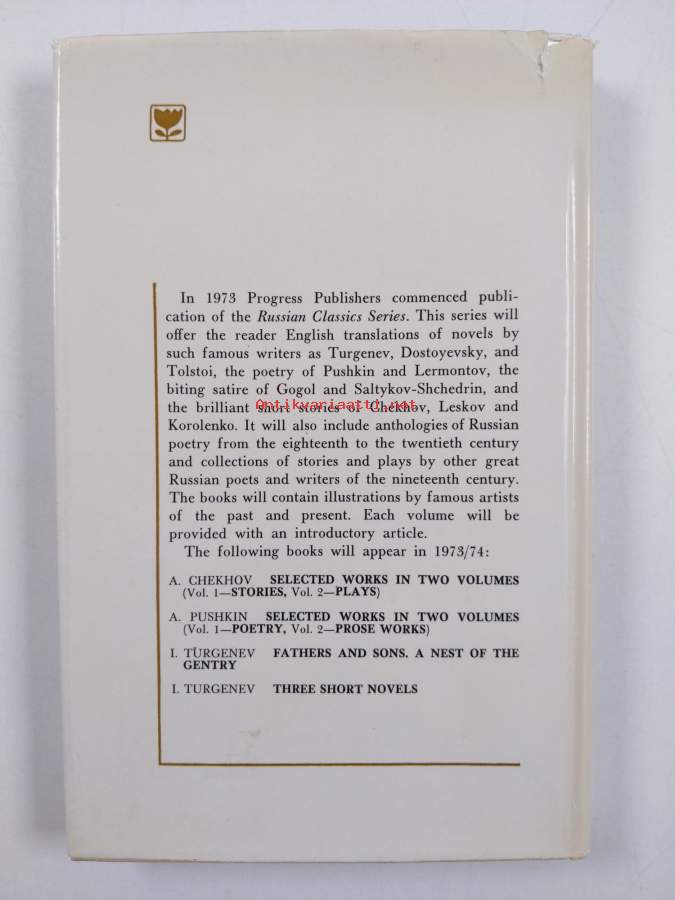 In 1973 Progress Publishers commenced publi-
cation of the Russian Classics Series. This series will
offer the reader English translations of novels by
such famous writers as Turgenev, Dostoyevsky, and
Tolstoi, the poetry of Pushkin and Lermontov, the
biting satire of Gogol and Saltykov-Shchedrin, and
the brilliant short stories of Chekhov, Leskov and
Antikvariaatti.net
Korolenko. It will also include anthologies of Russian
poetry from the eighteenth to the twentieth century
and collections of stories and plays by other great
Russian poets and writers of the nineteenth century.
The books will contain illustrations by famous artists
of the past and present. Each volume will be
provided with an introductory article.
The following books will appear in 1973/74:
A. CHEKHOV SELECTED WORKS IN TWO VOLUMES
(Vol. 1—STORIES, Vol. 2—PLAYS)
A. PUSHKIN SELECTED WORKS IN TWO VOLUMES
(Vol. 1—POETRY, Vol. 2—PROSE WORKS)
I. TURGENEV FATHERS AND SONS. A NEST OF THE
GENTRY
I. TURGENEV THREE SHORT NOVELS